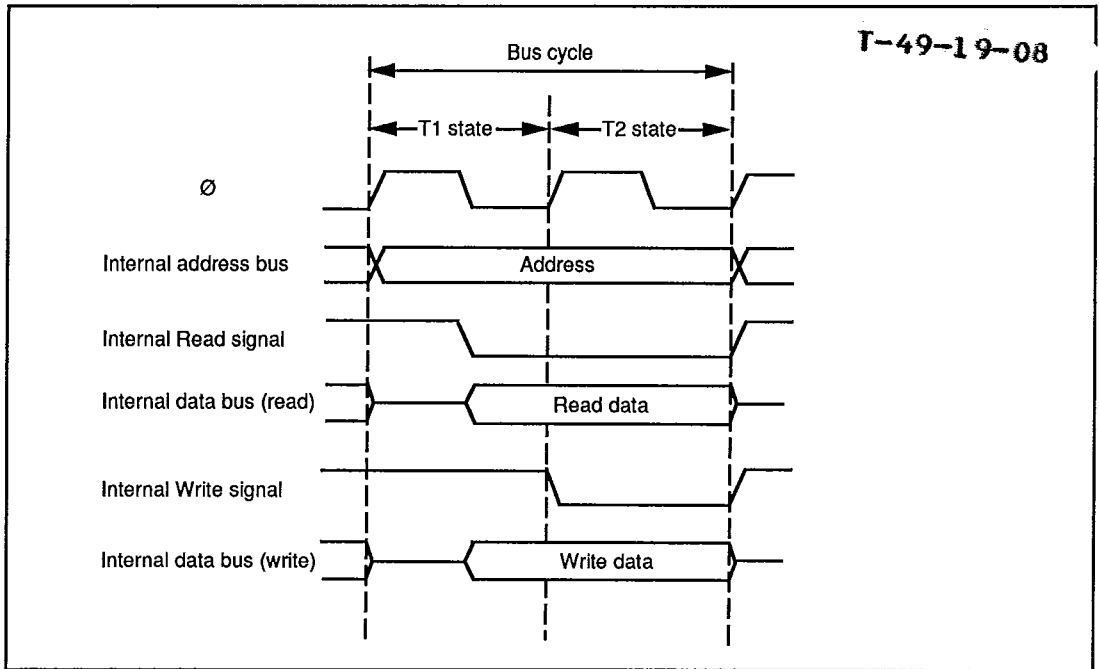 T-49-19-08
Bus cycle
T1 state
T2 state
Ø
Internal address bus
Address
Internal Read signal
Internal data bus (read)
Read data
Internal Write signal
Internal data bus (write)
Write data